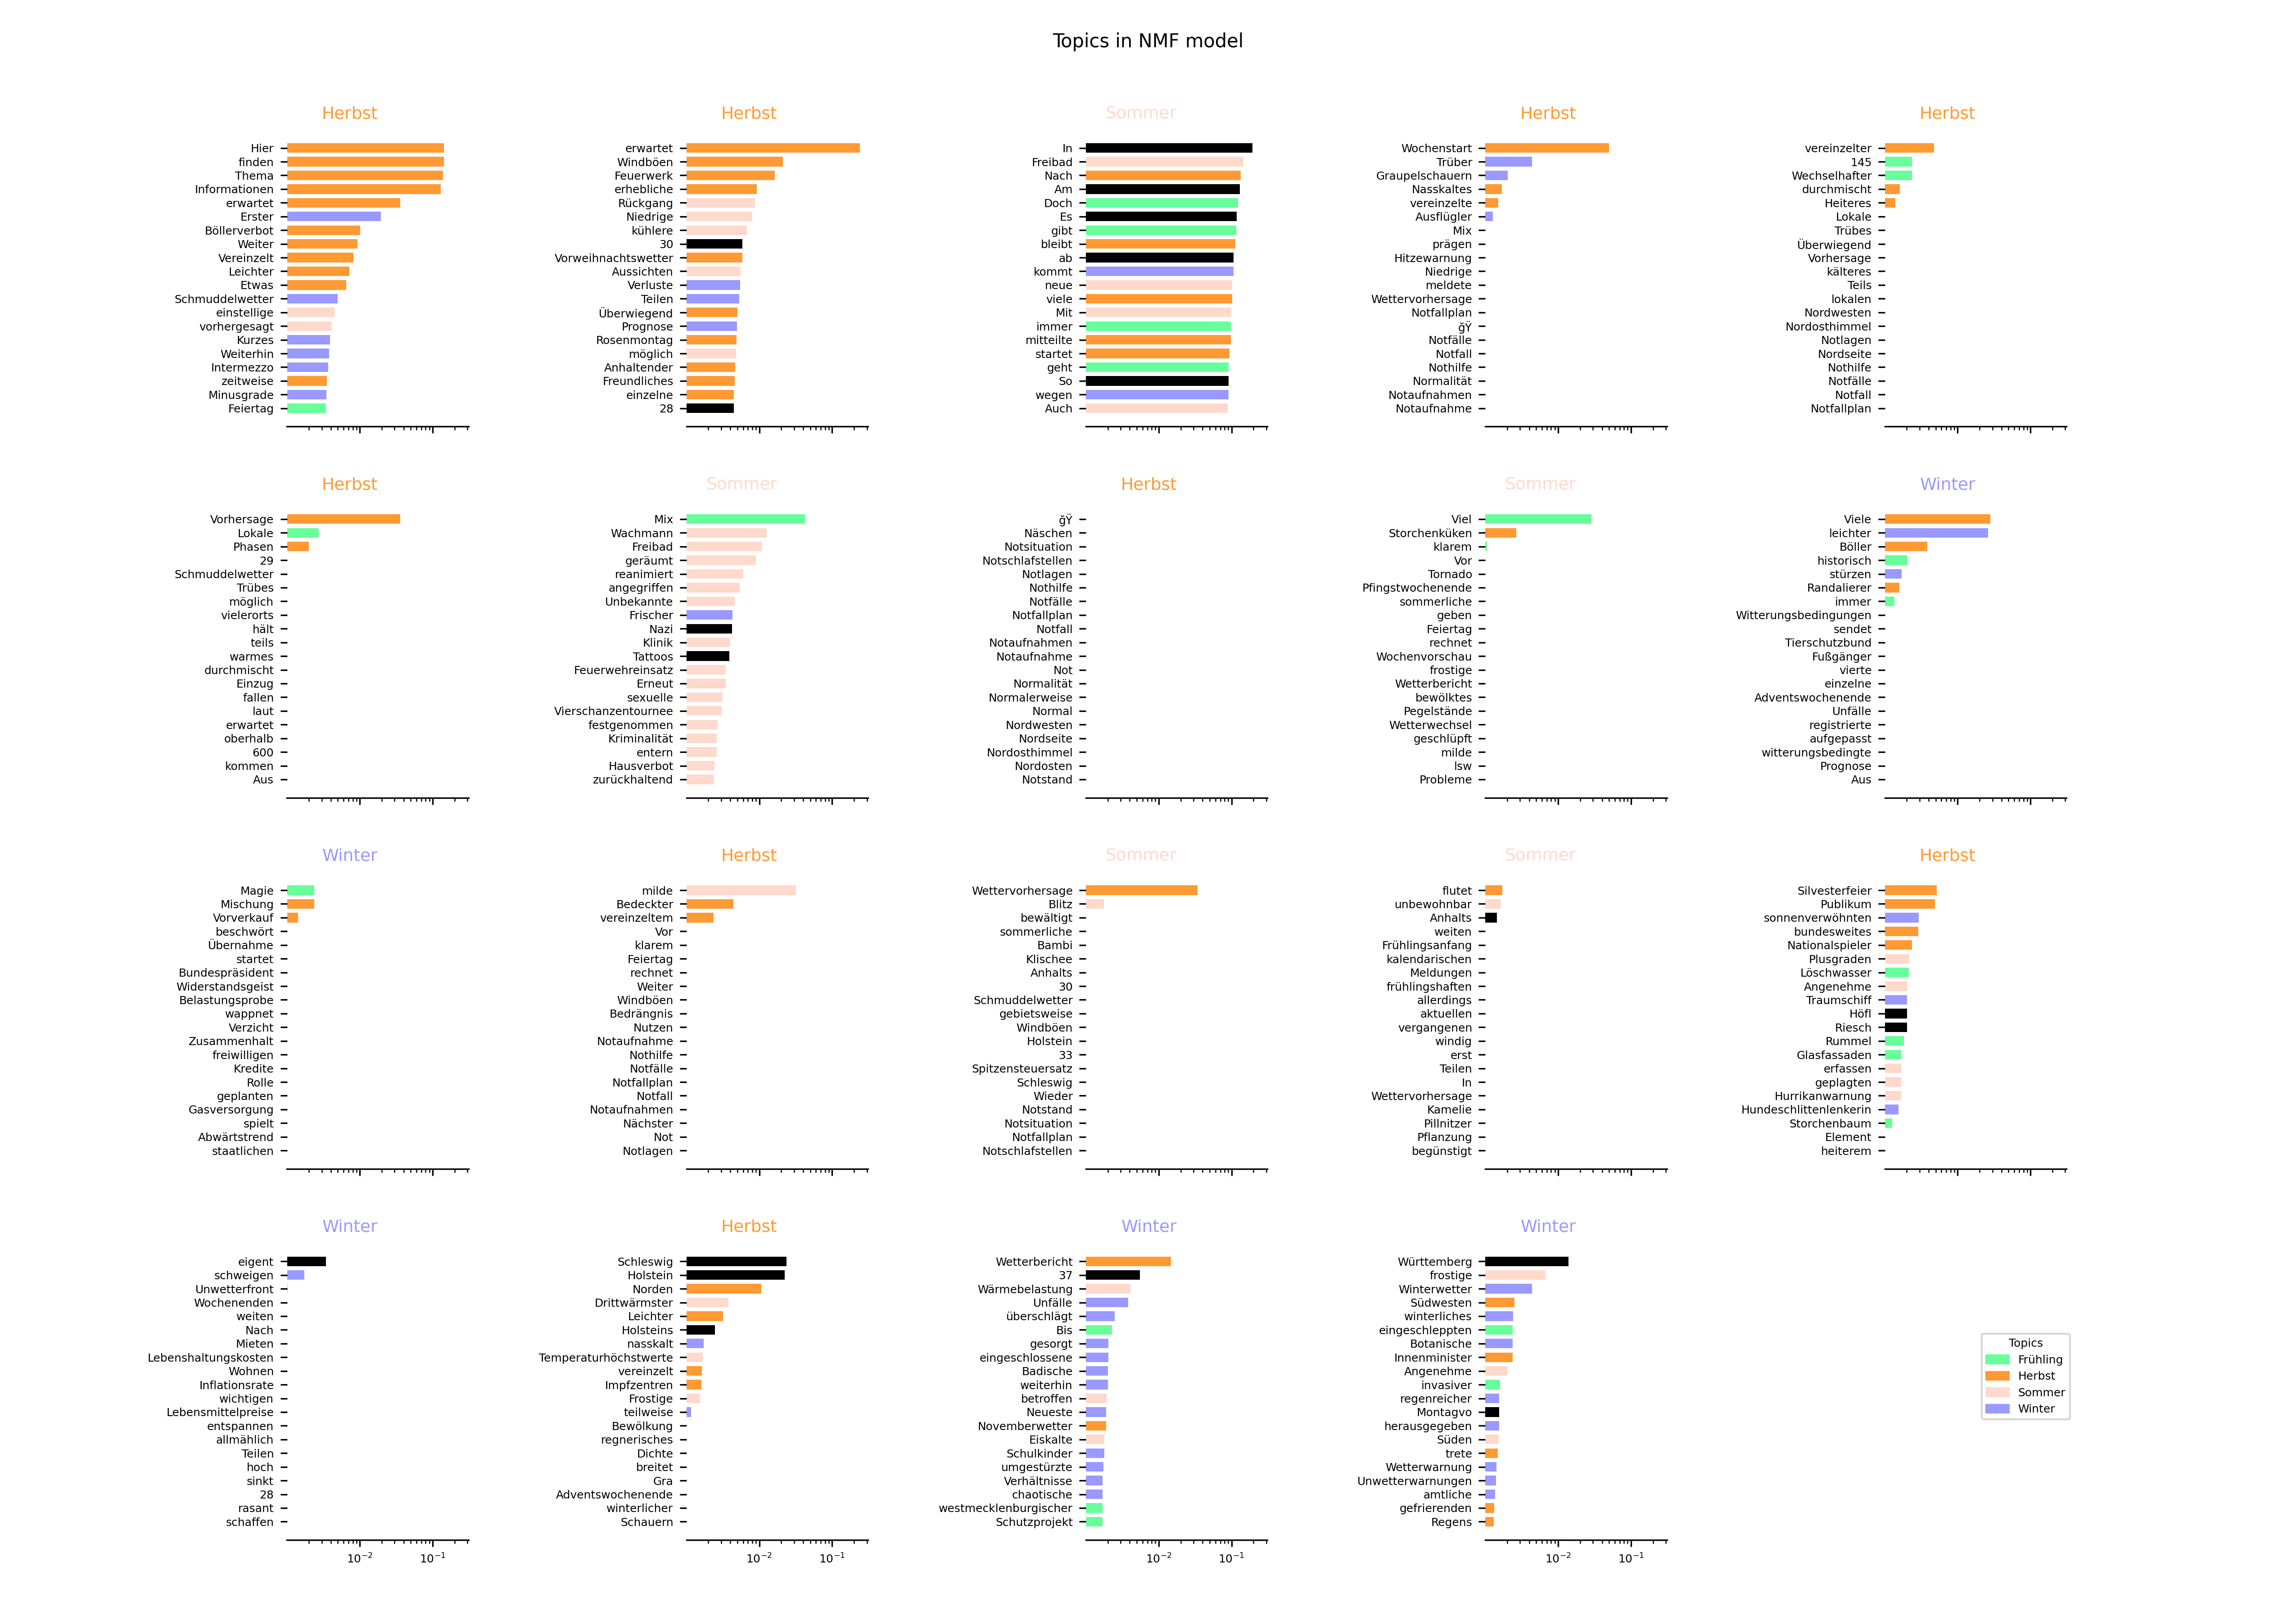 Topics in NMF model
Herbst
Hier
finden
Thema
Informationen
erwartet
Erster
Böllerverbot
Weiter
Vereinzelt
Leichter
Etwas
Schmuddelwetter
einstellige
vorhergesagt
Kurzes
Weiterhin
Intermezzo
zeitweise
Minusgrade
Feiertag
Herbst
erwartet
Windböen
Feuerwerk
erhebliche
Rückgang
Niedrige
kühlere
30
Vorweihnachtswetter
Aussichten
Verluste
Teilen
Überwiegend
Prognose
Rosenmontag
möglich
Anhaltender
Freundliches
einzelne
28
Sommer
In
Freibad
Nach
Am
Doch
Es
gibt
bleibt
ab
kommt
neue
viele
Mit
immer
mitteilte
startet
geht
So
wegen
Auch
Herbst
Wochenstart
Trüber
Graupelschauern
Nasskaltes
vereinzelte
Ausflügler
Mix
prägen
Hitzewarnung
Niedrige
meldete
Wettervorhersage
Notfallplan
ğŸ
Notfälle
Notfall
Nothilfe
Normalität
Notaufnahmen
Notaufnahme
Herbst
vereinzelter
145
Wechselhafter
durchmischt
Heiteres
Lokale
Trübes
Überwiegend
Vorhersage
kälteres
Teils
lokalen
Nordwesten
Nordosthimmel
Notlagen
Nordseite
Nothilfe
Notfälle
Notfall
Notfallplan
Herbst
Vorhersage
Lokale
Phasen
29
Schmuddelwetter
Trübes
möglich
vielerorts
hält
teils
warmes
durchmischt
Einzug
fallen
laut
erwartet
oberhalb
600
kommen
Aus
Sommer
Mix
Wachmann
Freibad
geräumt
reanimiert
angegriffen
Unbekannte
Frischer
Nazi
Klinik
Tattoos
Feuerwehreinsatz
Erneut
sexuelle
Vierschanzentournee
festgenommen
Kriminalität
entern
Hausverbot
zurückhaltend
Herbst
ğŸ
Näschen
Notsituation
Notschlafstellen
Notlagen
Nothilfe
Notfälle
Notfallplan
Notfall
Notaufnahmen
Notaufnahme
Not
Normalität
Normalerweise
Normal
Nordwesten
Nordseite
Nordosthimmel
Nordosten
Notstand
Sommer
Viel
Storchenküken
klarem
Vor
Tornado
Pfingstwochenende
sommerliche
geben
Feiertag
rechnet
Wochenvorschau
frostige
Wetterbericht
bewölktes
Pegelstände
Wetterwechsel
geschlüpft
milde
lsw
Probleme
Winter
Viele
leichter
Böller
historisch
stürzen
Randalierer
immer
Witterungsbedingungen
sendet
Tierschutzbund
Fußgänger
vierte
einzelne
Adventswochenende
Unfälle
registrierte
aufgepasst
witterungsbedingte
Prognose
Aus
Winter
Magie
Mischung
Vorverkauf
beschwört
Übernahme
startet
Bundespräsident
Widerstandsgeist
Belastungsprobe
wappnet
Verzicht
Zusammenhalt
freiwilligen
Kredite
Rolle
geplanten
Gasversorgung
spielt
Abwärtstrend
staatlichen
Herbst
milde
Bedeckter
vereinzeltem
Vor
klarem
Feiertag
rechnet
Weiter
Windböen
Bedrängnis
Nutzen
Notaufnahme
Nothilfe
Notfälle
Notfallplan
Notfall
Notaufnahmen
Nächster
Not
Notlagen
Sommer
Wettervorhersage
Blitz
bewältigt
sommerliche
Bambi
Klischee
Anhalts
30
Schmuddelwetter
gebietsweise
Windböen
Holstein
33
Spitzensteuersatz
Schleswig
Wieder
Notstand
Notsituation
Notfallplan
Notschlafstellen
Sommer
flutet
unbewohnbar
Anhalts
weiten
Frühlingsanfang
kalendarischen
Meldungen
frühlingshaften
allerdings
aktuellen
vergangenen
windig
erst
Teilen
In
Wettervorhersage
Kamelie
Pillnitzer
Pflanzung
begünstigt
Herbst
Silvesterfeier
Publikum
sonnenverwöhnten
bundesweites
Nationalspieler
Plusgraden
Löschwasser
Angenehme
Traumschiff
Höfl
Riesch
Rummel
Glasfassaden
erfassen
geplagten
Hurrikanwarnung
Hundeschlittenlenkerin
Storchenbaum
Element
heiterem
Winter
eigent
schweigen
Unwetterfront
Wochenenden
weiten
Nach
Mieten
Lebenshaltungskosten
Wohnen
Inflationsrate
wichtigen
Lebensmittelpreise
entspannen
allmählich
Teilen
hoch
sinkt
28
rasant
schaffen
10⁻² 10⁻¹
Herbst
Schleswig
Holstein
Norden
Drittwärmster
Leichter
Holsteins
nasskalt
Temperaturhöchstwerte
vereinzelt
Impfzentren
Frostige
teilweise
Bewölkung
regnerisches
Dichte
breitet
Gra
Adventswochenende
winterlicher
Schauern
10⁻² 10⁻¹
Winter
Wetterbericht
37
Wärmebelastung
Unfälle
überschlägt
Bis
gesorgt
eingeschlossene
Badische
weiterhin
betroffen
Neueste
Novemberwetter
Eiskalte
Schulkinder
umgestürzte
Verhältnisse
chaotische
westmecklenburgischer
Schutzprojekt
10⁻² 10⁻¹
Winter
Württemberg
frostige
Winterwetter
Südwesten
winterliches
eingeschleppten
Botanische
Innenminister
Angenehme
invasiver
regenreicher
Montagvo
herausgegeben
Süden
trete
Wetterwarnung
Unwetterwarnungen
amtliche
gefrierenden
Regens
10⁻² 10⁻¹
Topics
Frühling
Herbst
Sommer
Winter